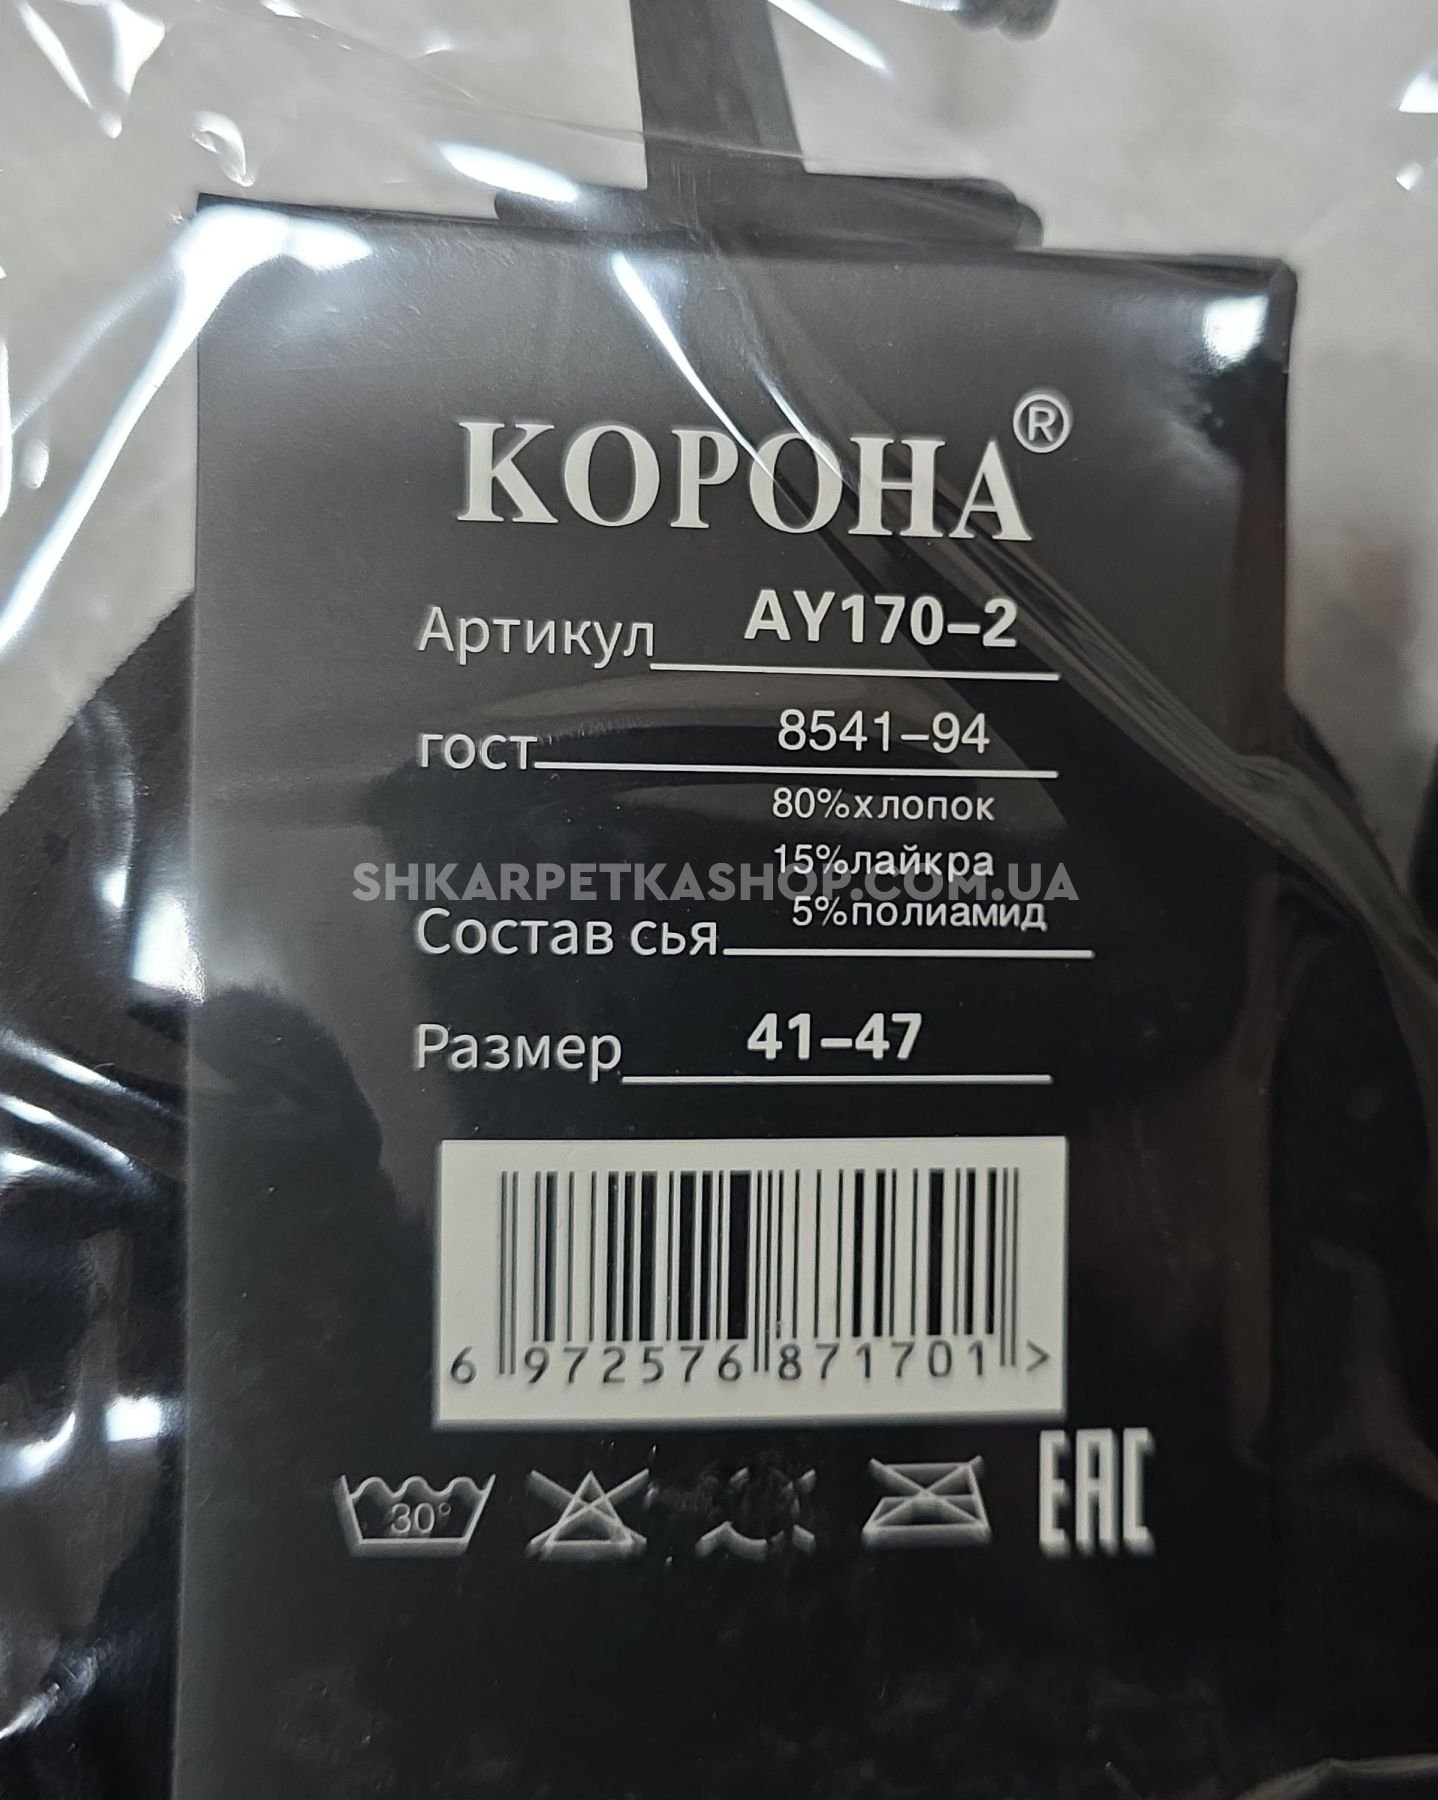 КОРОНА®
Артикул AY170-2
гост 8541-94
80%хлопок
15%лайкра
SHKARPETKASHOP.COM.UA
5%полиамид
Состав сья
Размер 41-47
6 972576 871701 >
30°
EAC